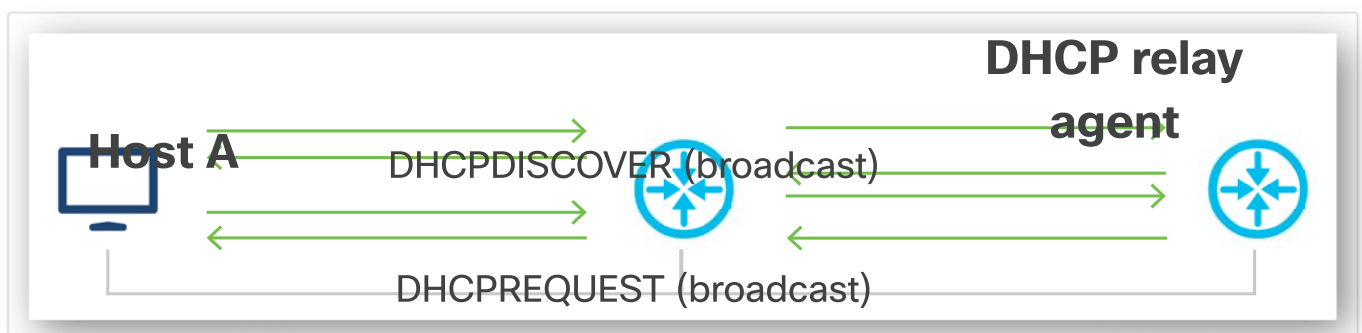 DHCP relay
agent
Host A
DHCPDISCOVER (broadcast)
DHCPREQUEST (broadcast)